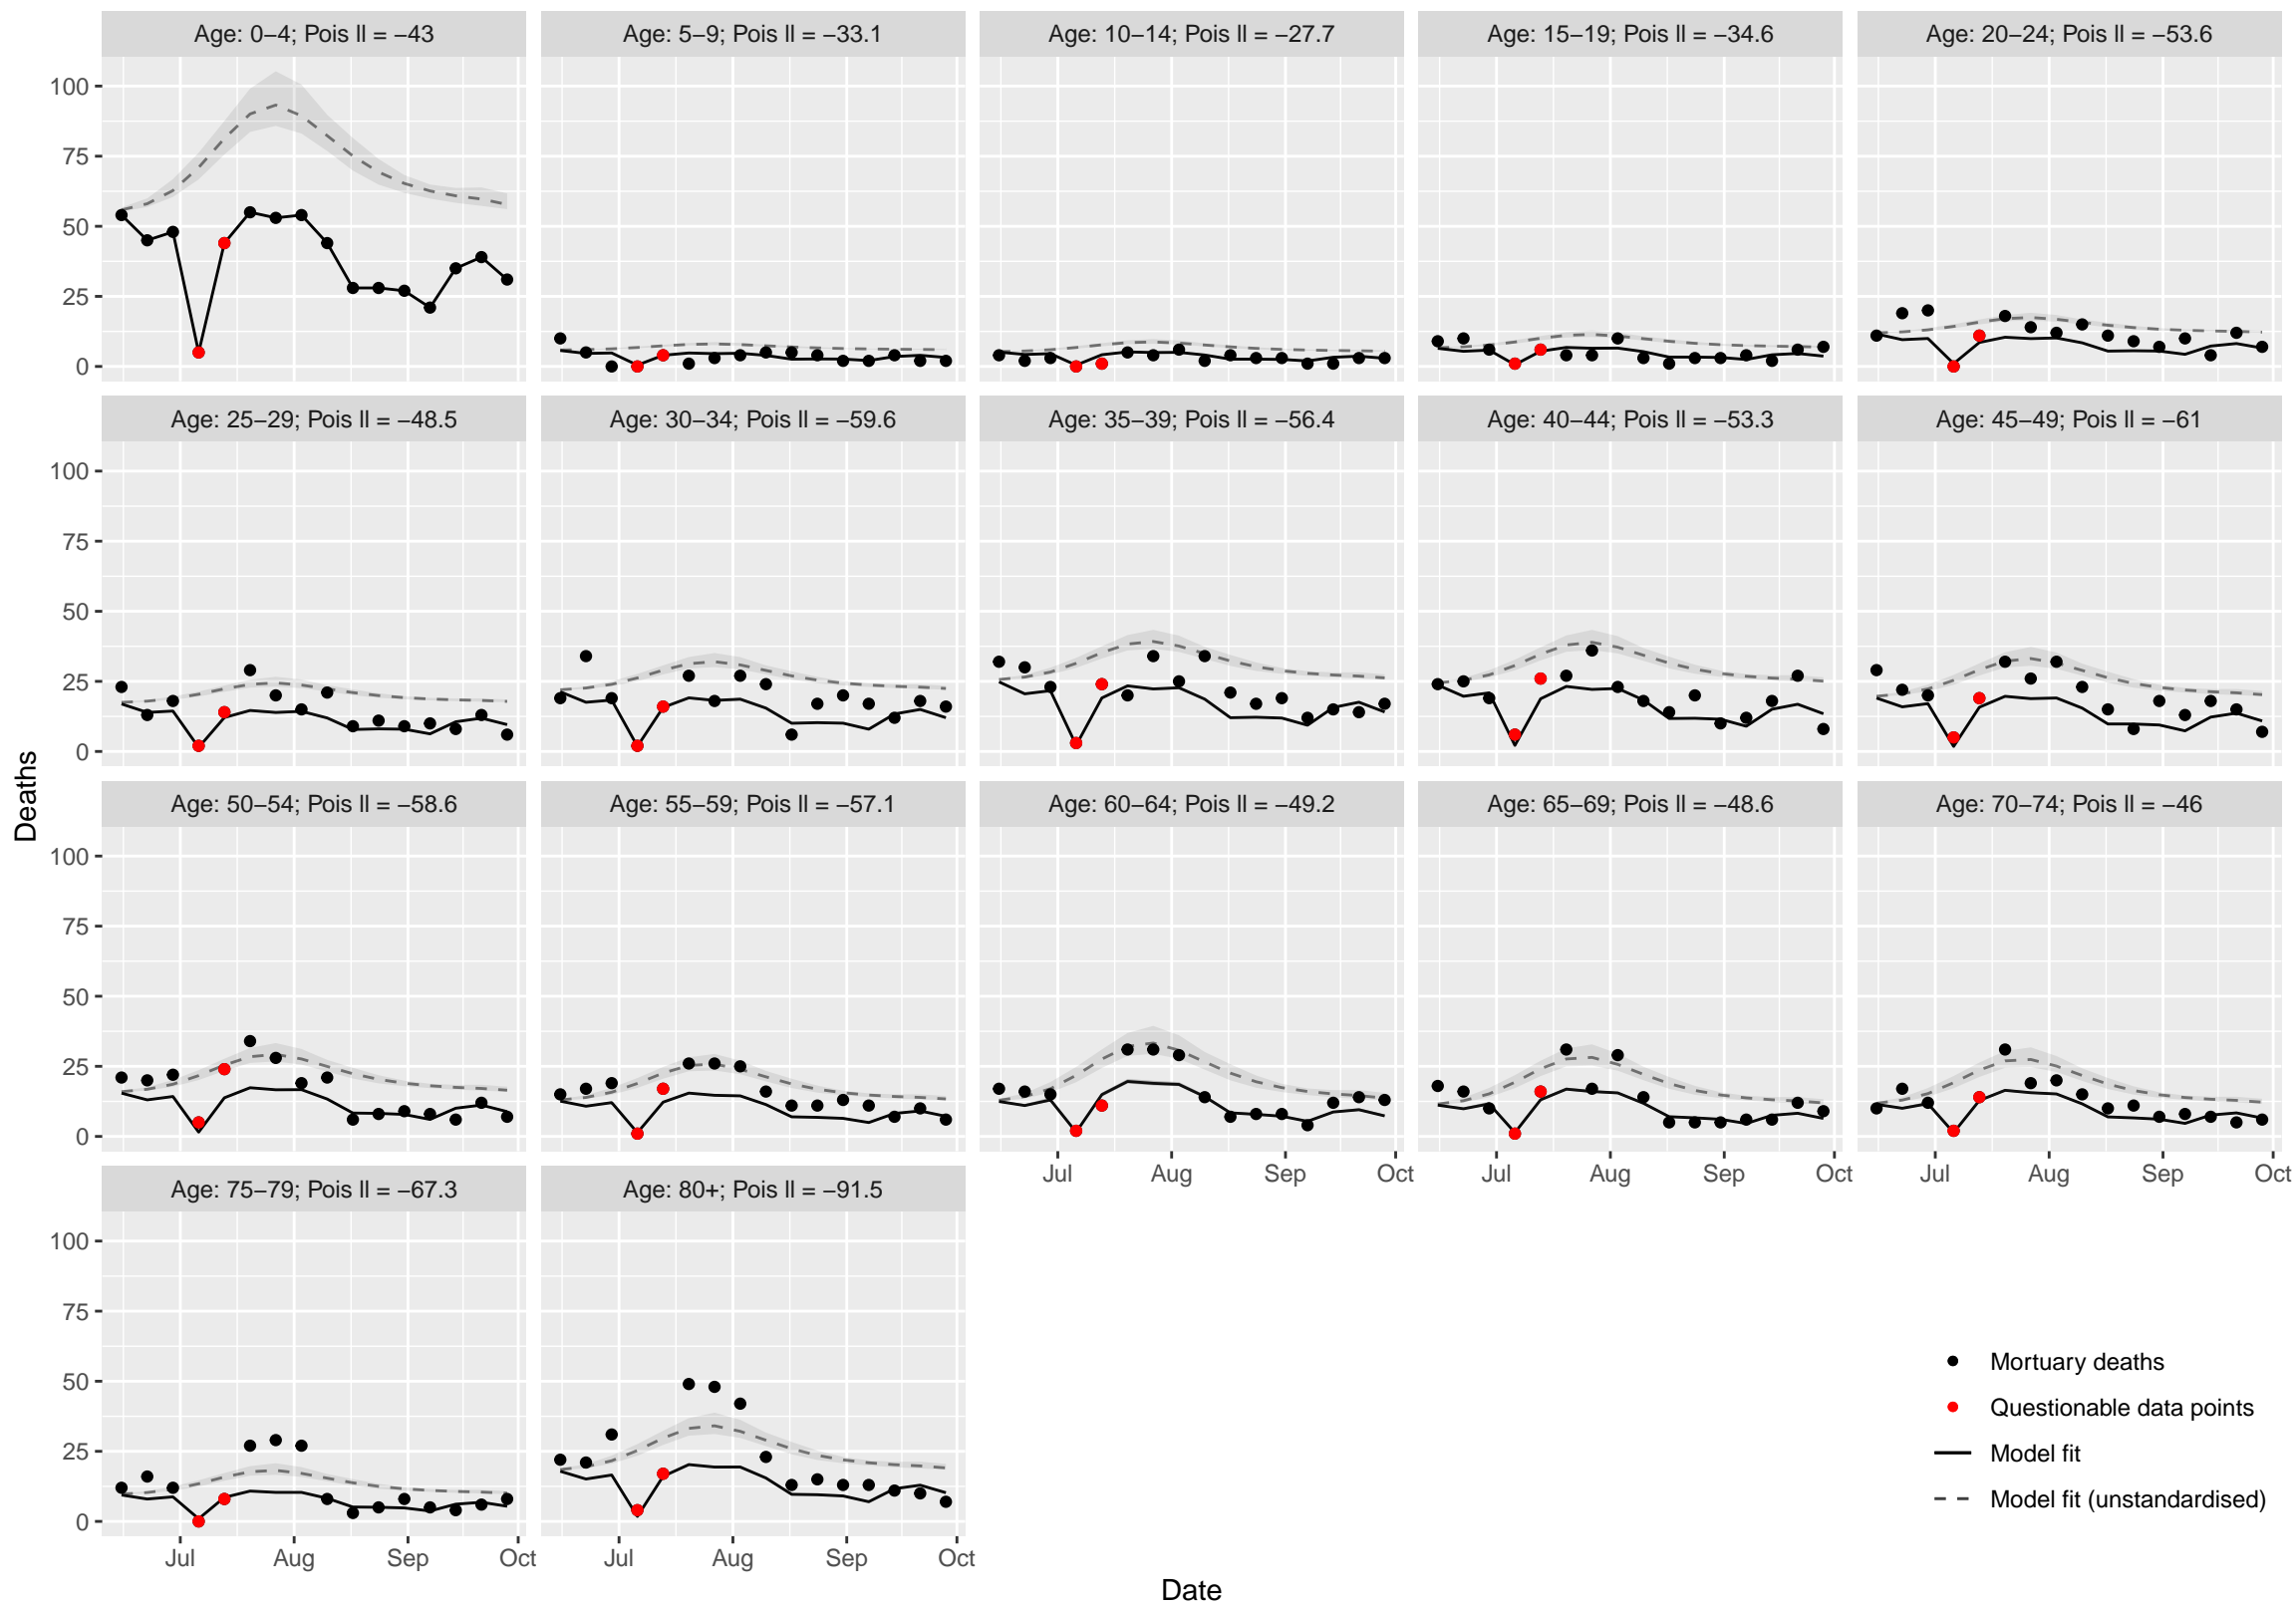 Age: 0−4; Pois ll = −43
Age: 5−9; Pois ll = −33.1
Age: 10−14; Pois ll = −27.7
Age: 15−19; Pois ll = −34.6
Age: 20−24; Pois ll = −53.6
100
75
50
25
0
Age: 25−29; Pois ll = −48.5
Age: 30−34; Pois ll = −59.6
Age: 35−39; Pois ll = −56.4
Age: 40−44; Pois ll = −53.3
Age: 45−49; Pois ll = −61
100
75
50
25
0
Deaths
Age: 50−54; Pois ll = −58.6
Age: 55−59; Pois ll = −57.1
Age: 60−64; Pois ll = −49.2
Age: 65−69; Pois ll = −48.6
Age: 70−74; Pois ll = −46
100
75
50
25
0
Jul Aug Sep Oct
Jul Aug Sep Oct
Jul Aug Sep Oct
Age: 75−79; Pois ll = −67.3
Age: 80+; Pois ll = −91.5
100
75
50
25
0
Jul Aug Sep Oct
Jul Aug Sep Oct
Mortuary deaths
Questionable data points
Model fit
Model fit (unstandardised)
Date